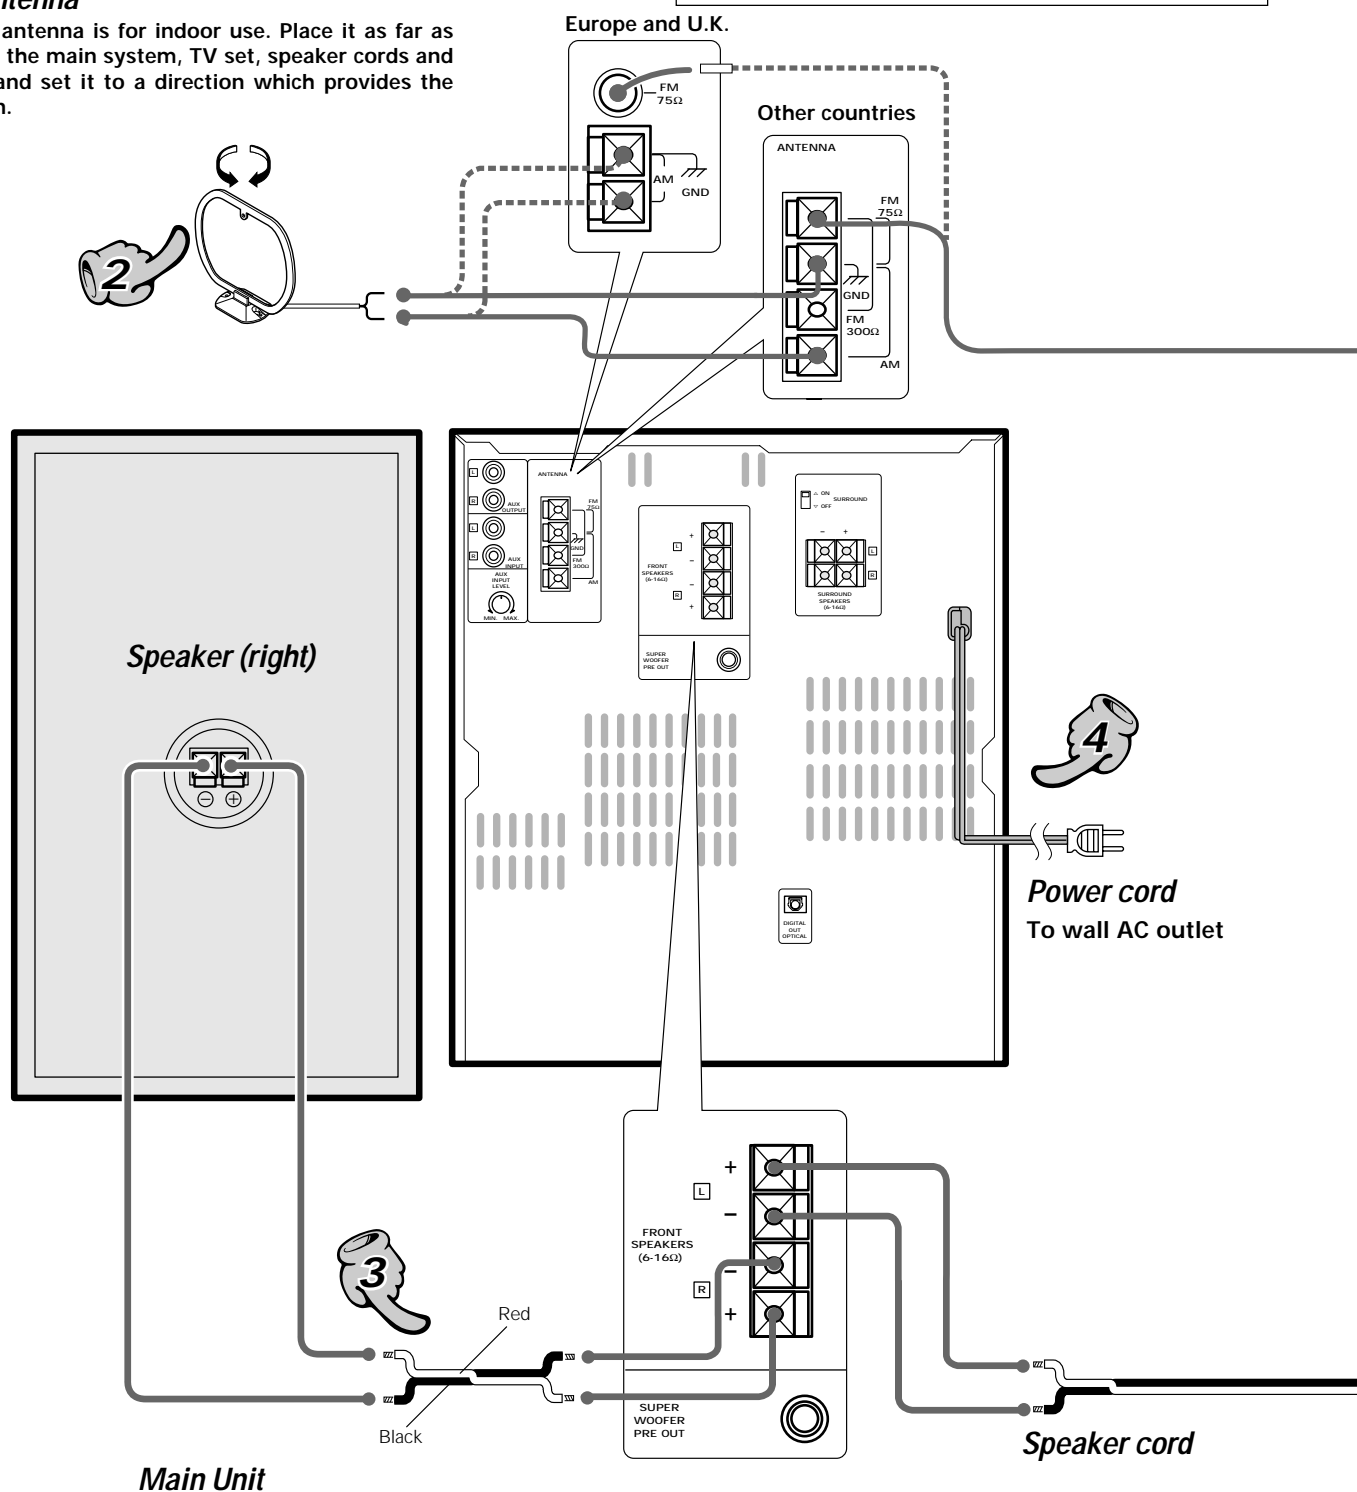 antenna is for indoor use. Place it as far as
the main system, TV set, speaker cords and
and set it to a direction which provides the
Europe and U.K.
FM
75Ω
AM
GND
Other countries
ANTENNA
FM
75Ω
GND
FM
300Ω
AM
2
L
R
AUX
OUTPUT
L
R
AUX
INPUT
AUX
INPUT
LEVEL
MIN. MAX.
ANTENNA
FM
75Ω
GND
FM
300Ω
AM
+
L
−
FRONT
SPEAKERS
(6-16Ω)
−
R
+
SUPER
WOOFER
PRE OUT
△ ON
SURROUND
▽ OFF
− +
L
R
SURROUND
SPEAKERS
(6-16Ω)
Speaker (right)
− +
4
Power cord
To wall AC outlet
DIGITAL
OUT
OPTICAL
+
L
−
FRONT
SPEAKERS
(6-16Ω)
−
R
+
SUPER
WOOFER
PRE OUT
3
Red
Black
Speaker cord
Main Unit